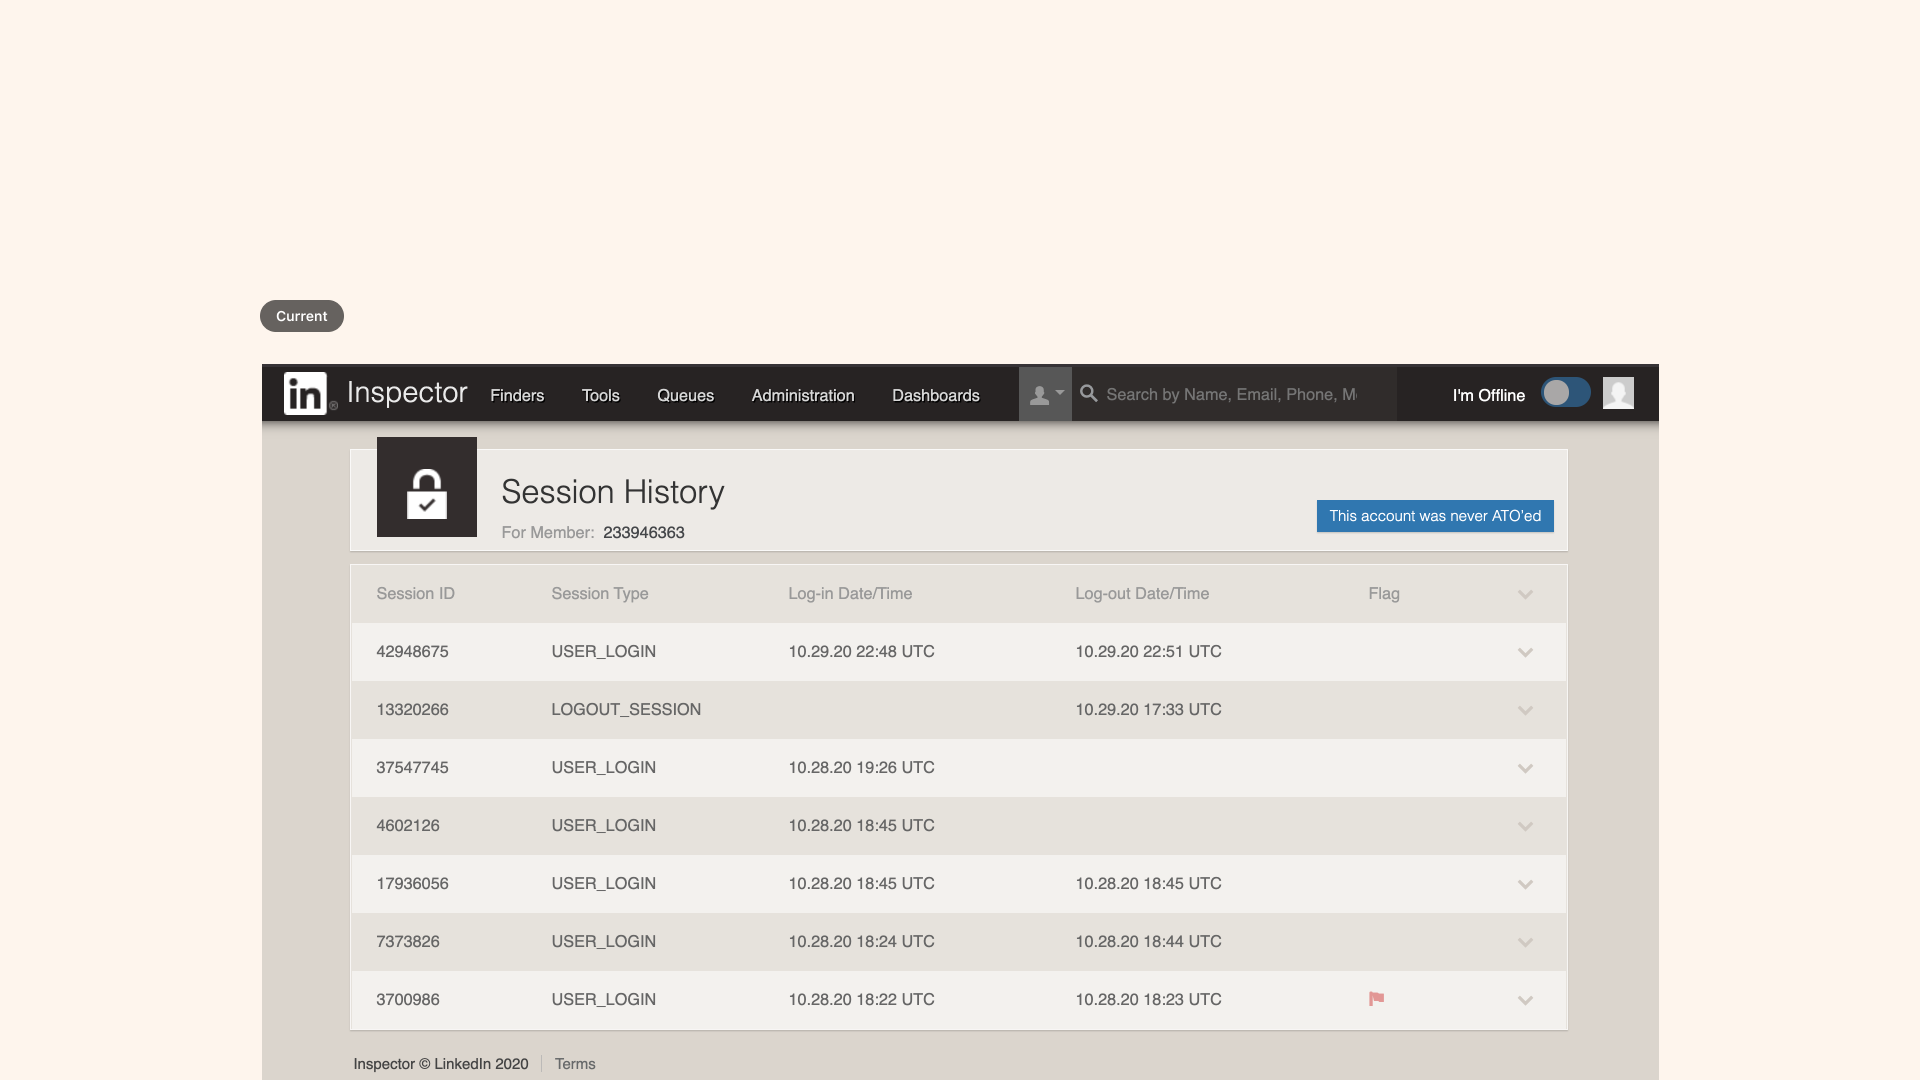 Current
in® Inspector Finders Tools Queues Administration Dashboards Search by Name, Email, Phone, M I'm Offline
Session History
For Member: 233946363
This account was never ATO'ed
Session ID Session Type Log-in Date/Time Log-out Date/Time Flag
42948675 USER_LOGIN 10.29.20 22:48 UTC 10.29.20 22:51 UTC
13320266 LOGOUT_SESSION 10.29.20 17:33 UTC
37547745 USER_LOGIN 10.28.20 19:26 UTC
4602126 USER_LOGIN 10.28.20 18:45 UTC
17936056 USER_LOGIN 10.28.20 18:45 UTC 10.28.20 18:45 UTC
7373826 USER_LOGIN 10.28.20 18:24 UTC 10.28.20 18:44 UTC
3700986 USER_LOGIN 10.28.20 18:22 UTC 10.28.20 18:23 UTC
Inspector © LinkedIn 2020 Terms